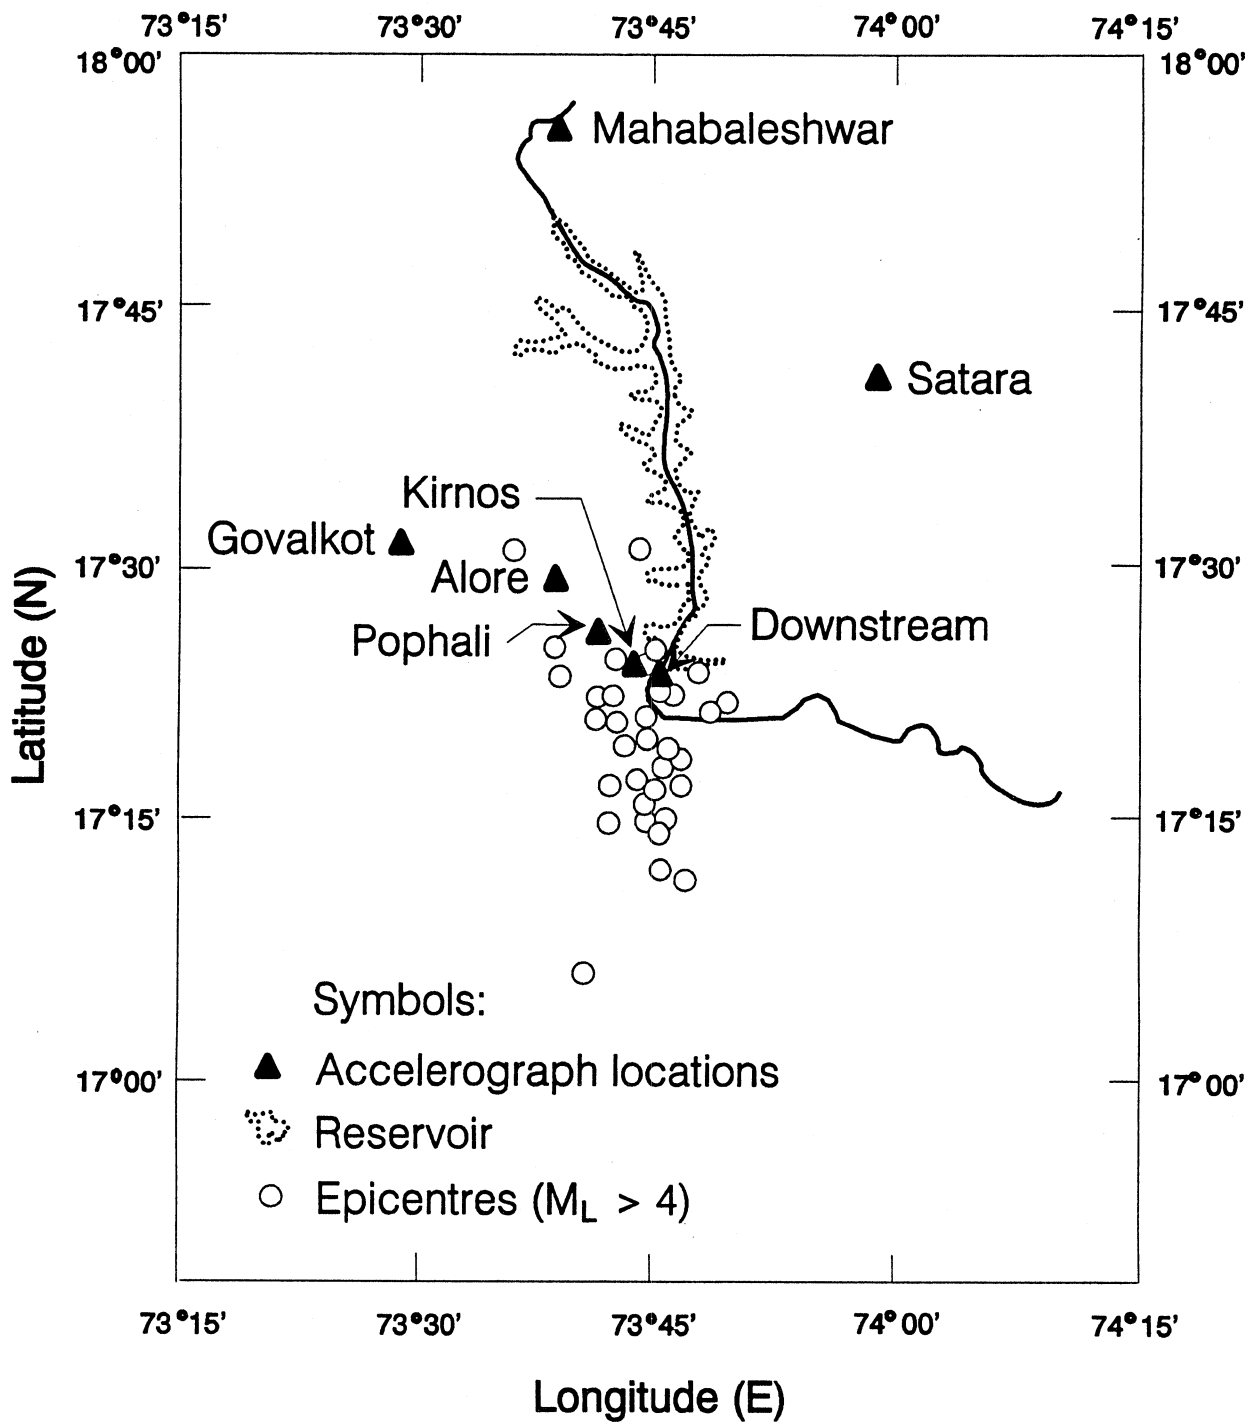 73°15' 73°30' 73°45' 74°00' 74°15'
18°00' 18°00'
Mahabaleshwar
17°45' 17°45'
Satara
Kirnos
Govalkot
17°30' 17°30'
Alore
Downstream
Pophali
Latitude (N)
17°15' 17°15'
Symbols:
17°00' 17°00'
Accelerograph locations
Reservoir
Epicentres (M_L > 4)
73°15' 73°30' 73°45' 74°00' 74°15'
Longitude (E)